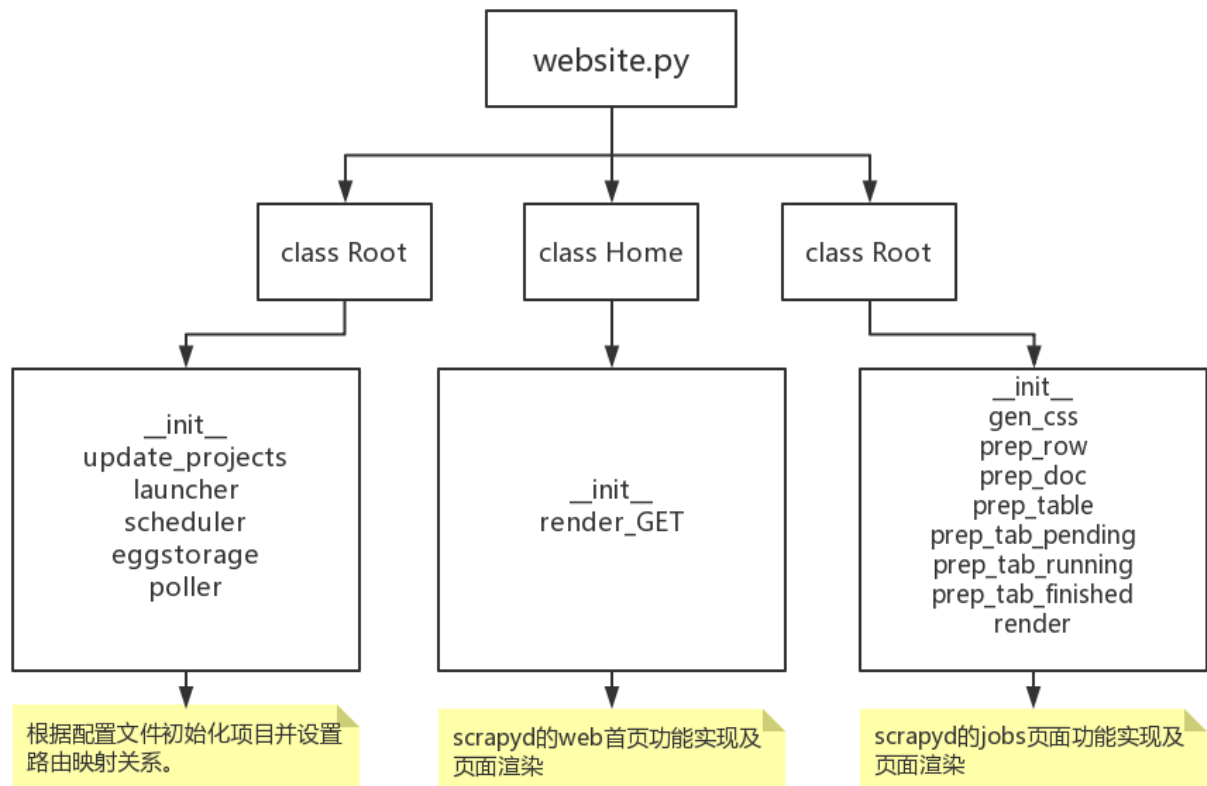 website.py
class Root
class Home
class Root
__init__
update_projects
launcher
scheduler
eggstorage
poller
__init__
render_GET
__init__
gen_css
prep_row
prep_doc
prep_table
prep_tab_pending
prep_tab_running
prep_tab_finished
render
根据配置文件初始化项目并设置
路由映射关系。
scrapyd的web首页功能实现及
页面渲染
scrapyd的jobs页面功能实现及
页面渲染